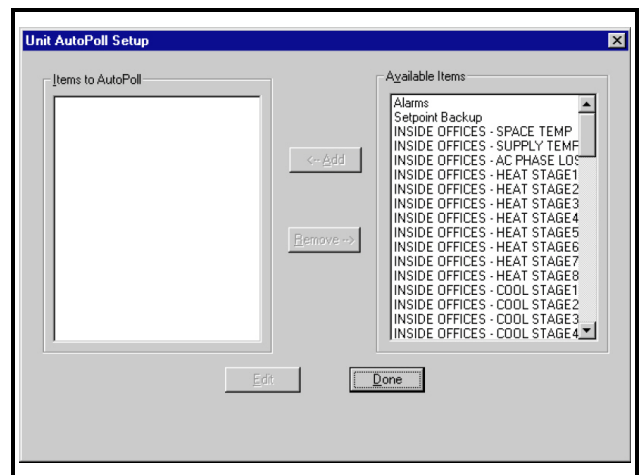 Unit AutoPoll Setup
Items to AutoPoll
<-- Add
Remove -->
Available Items
Alarms
Setpoint Backup
INSIDE OFFICES - SPACE TEMP
INSIDE OFFICES - SUPPLY TEMP
INSIDE OFFICES - AC PHASE LOS
INSIDE OFFICES - HEAT STAGE1
INSIDE OFFICES - HEAT STAGE2
INSIDE OFFICES - HEAT STAGE3
INSIDE OFFICES - HEAT STAGE4
INSIDE OFFICES - HEAT STAGE5
INSIDE OFFICES - HEAT STAGE6
INSIDE OFFICES - HEAT STAGE7
INSIDE OFFICES - HEAT STAGE8
INSIDE OFFICES - COOL STAGE1
INSIDE OFFICES - COOL STAGE2
INSIDE OFFICES - COOL STAGE3
INSIDE OFFICES - COOL STAGE4
Edit
Done